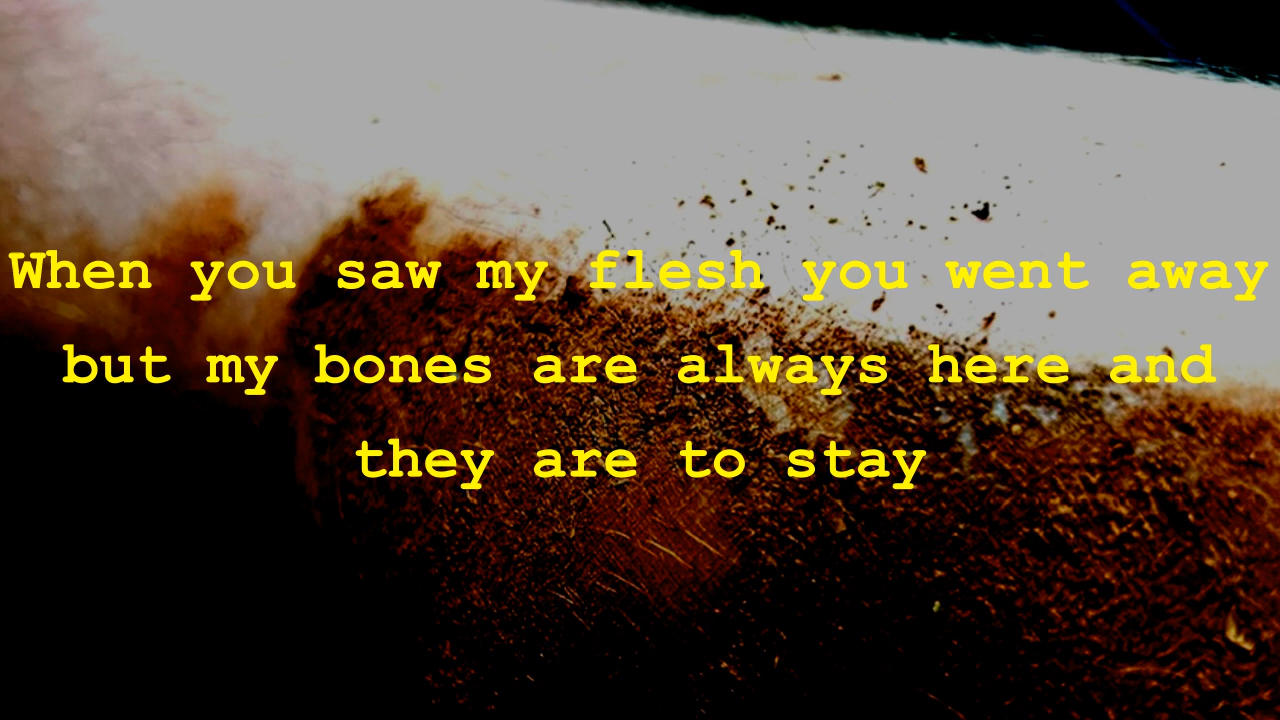 When you saw my flesh you went away
but my bones are always here and
they are to stay